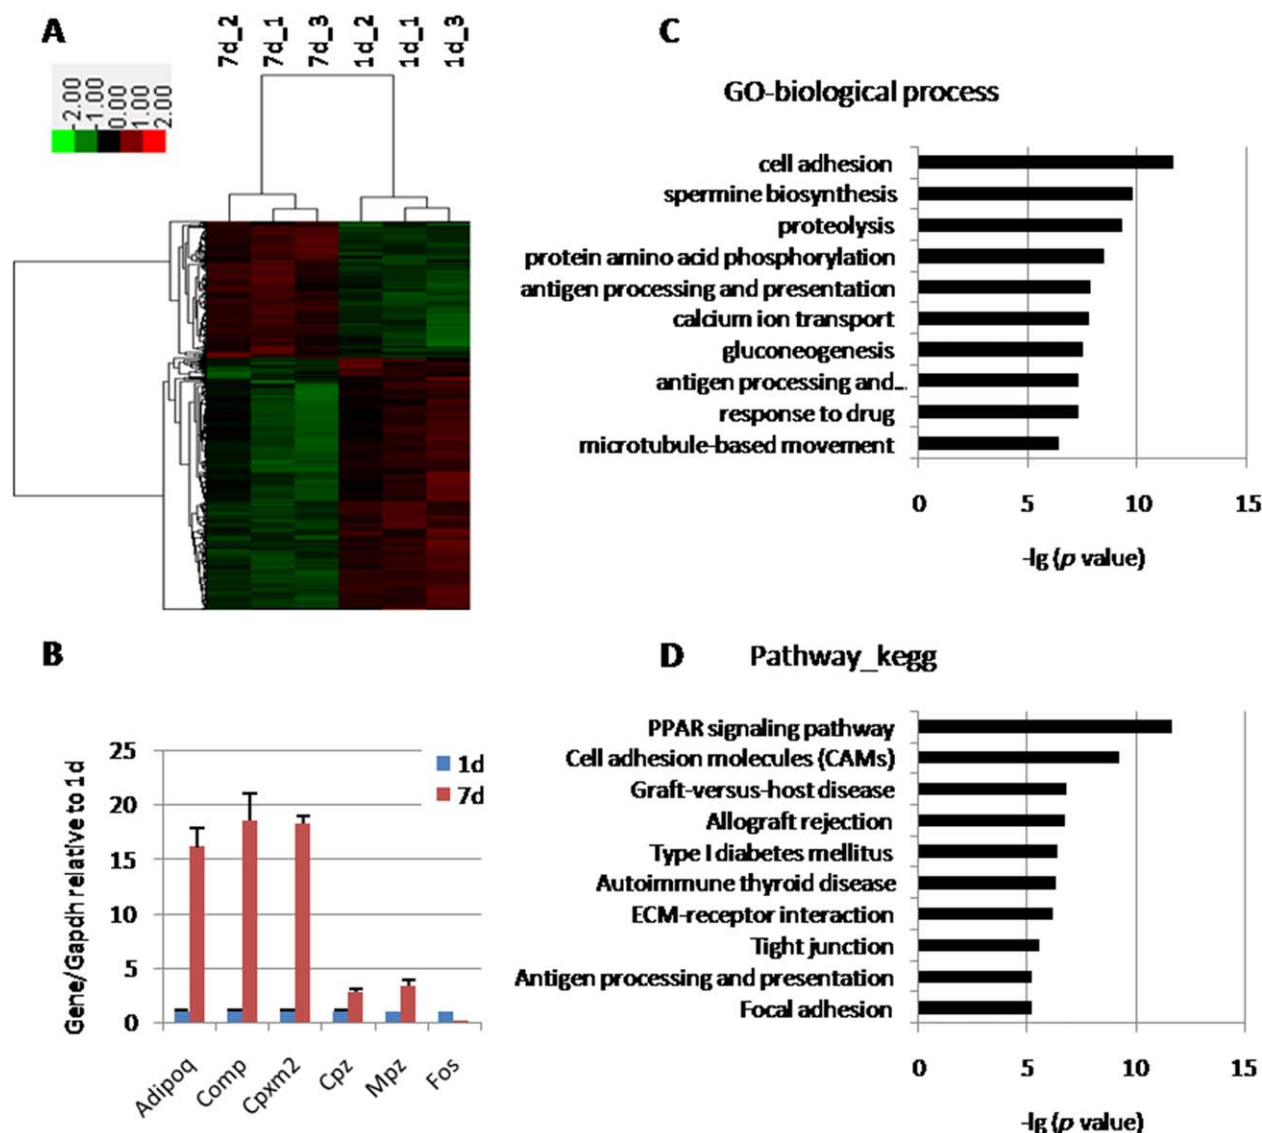 A
7d_2
7d_1
7d_3
1d_2
1d_1
1d_3
-2.00
-1.00
0.00
1.00
2.00
C
GO-biological process
cell adhesion
spermine biosynthesis
proteolysis
protein amino acid phosphorylation
antigen processing and presentation
calcium ion transport
gluconeogenesis
antigen processing and...
response to drug
microtubule-based movement
0 5 10 15
-lg (p value)
B
25
20
15
10
5
0
Gene/Gapdh relative to 1d
1d
7d
Adipoq
Comp
Cpxm2
Cpz
Mpz
Fos
D Pathway_kegg
PPAR signaling pathway
Cell adhesion molecules (CAMs)
Graft-versus-host disease
Allograft rejection
Type I diabetes mellitus
Autoimmune thyroid disease
ECM-receptor interaction
Tight junction
Antigen processing and presentation
Focal adhesion
0 5 10 15
-lg (p value)